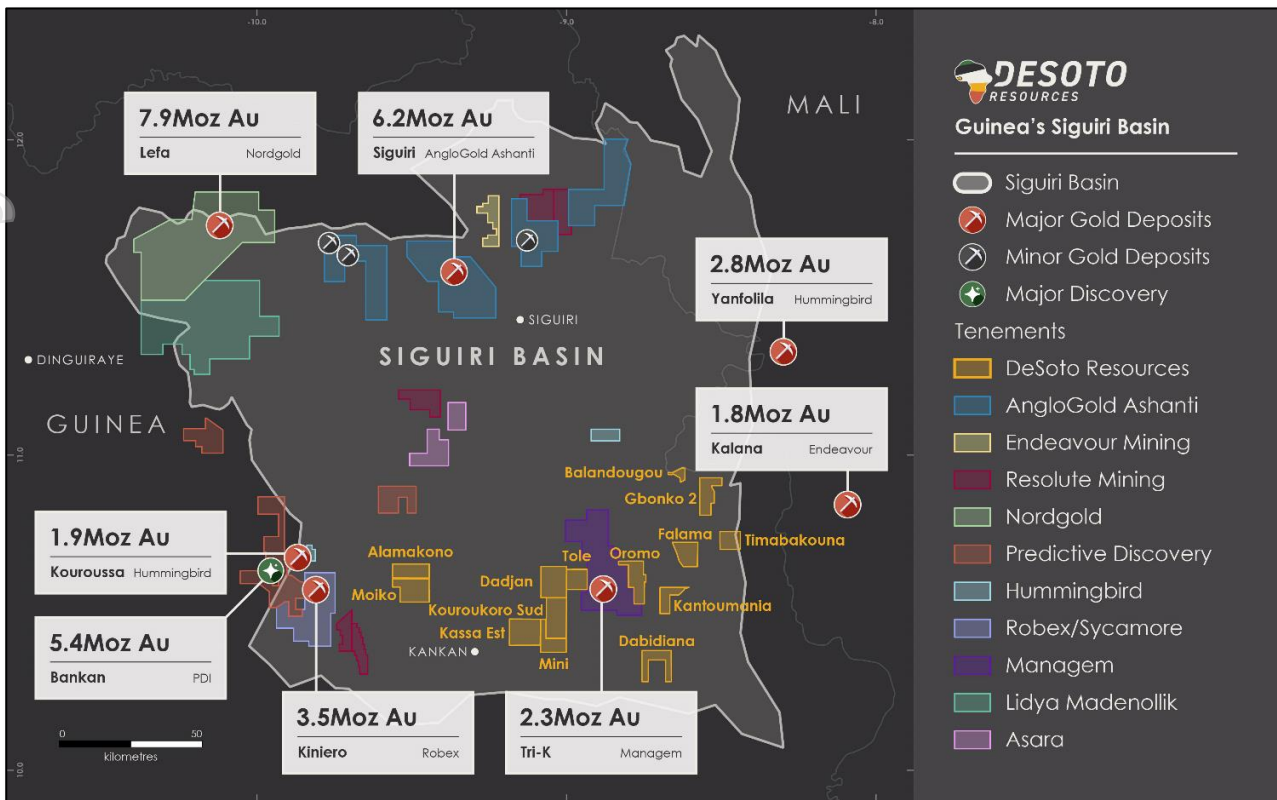 -10.0
-9.0
-8.0
12.0
11.0
10.0
7.9Moz Au
Lefa Nordgold
6.2Moz Au
Siguiri AngloGold Ashanti
MALI
2.8Moz Au
Yanfolila Hummingbird
SIGUIRI
DINGUIRAYE
SIGUIRI BASIN
GUINEA
1.8Moz Au
Kalana Endeavour
Balandougou
Gbonko 2
1.9Moz Au
Kouroussa Hummingbird
Alamakono
Moiko
Falama
Timabakouna
Tole
Oromo
Dadjan
Kantoumania
Kouroukoro Sud
Kassa Est
KANKAN
Mini
Dabidiana
5.4Moz Au
Bankan PDI
3.5Moz Au
Kiniero Robex
2.3Moz Au
Tri-K Managem
0 50
kilometres
DESOTO
RESOURCES
Guinea's Siguiri Basin
Siguiri Basin
Major Gold Deposits
Minor Gold Deposits
Major Discovery
Tenements
DeSoto Resources
AngloGold Ashanti
Endeavour Mining
Resolute Mining
Nordgold
Predictive Discovery
Hummingbird
Robex/Sycamore
Managem
Lidya Madenollik
Asara